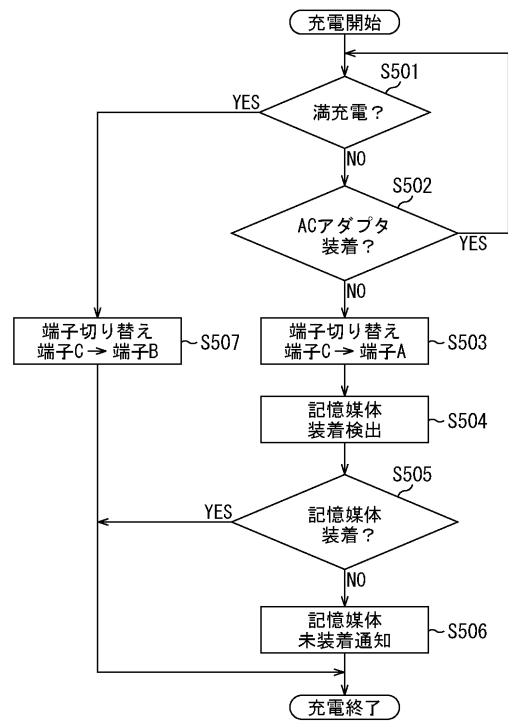 充電開始
S501
YES
満充電?
NO
S502
ACアダプタ
装着?
YES
NO
端子切り替え
端子C→端子B
S507
端子切り替え
端子C→端子A
S503
記憶媒体
装着検出
S504
S505
YES
記憶媒体
装着?
NO
記憶媒体
未装着通知
S506
充電終了